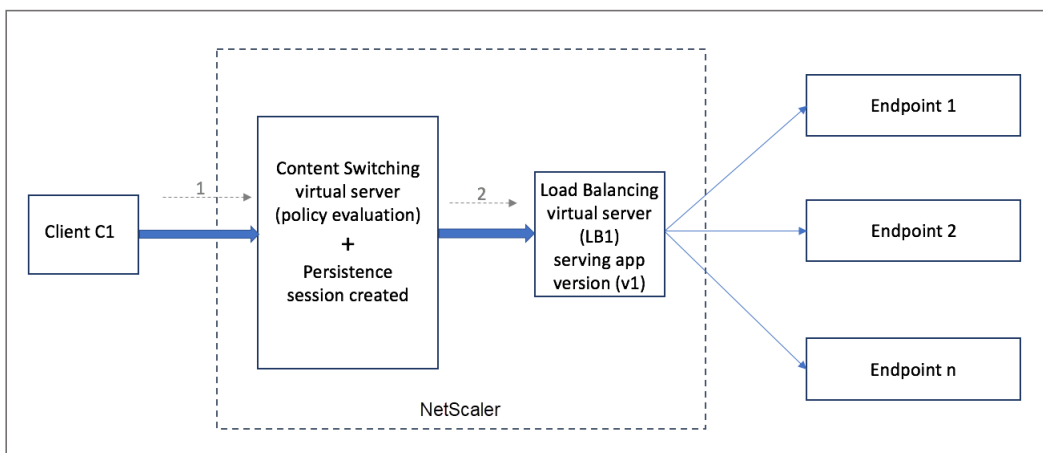 Client C1
1
Content Switching
virtual server
(policy evaluation)
+
Persistence
session created
2
Load Balancing
virtual server
(LB1)
serving app
version (v1)
NetScaler
Endpoint 1
Endpoint 2
Endpoint n